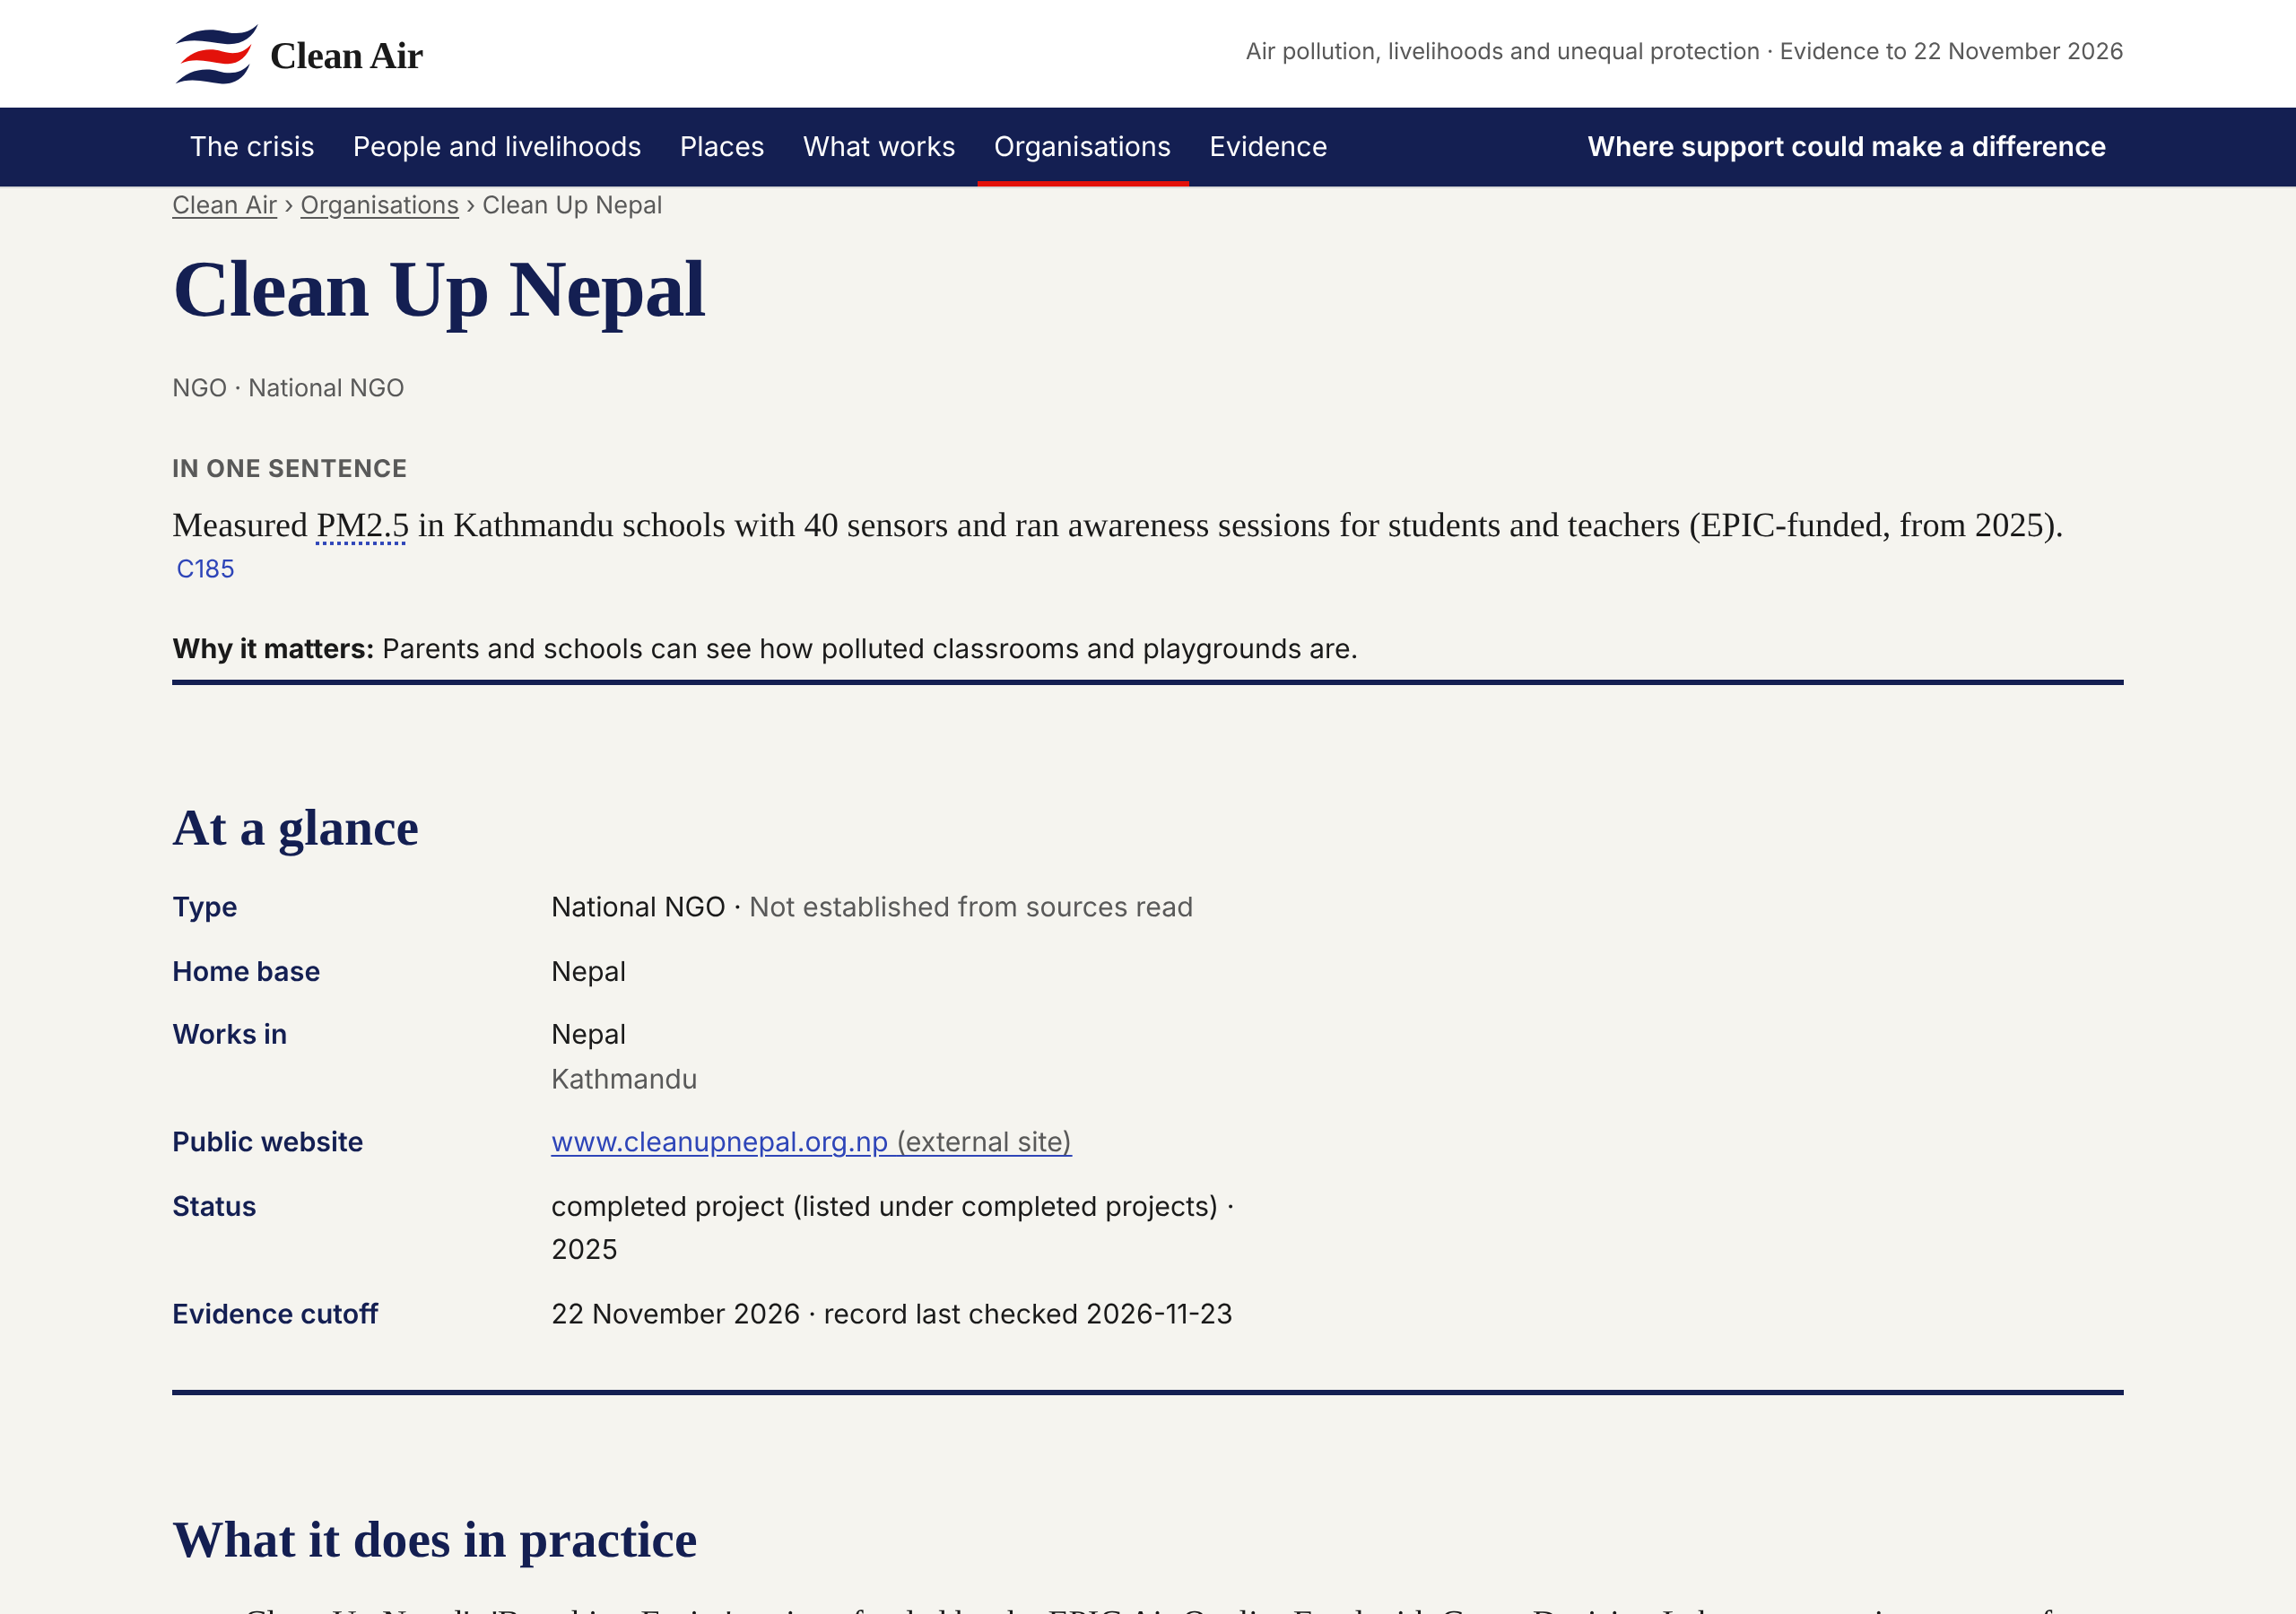 Clean Air
Air pollution, livelihoods and unequal protection · Evidence to 22 November 2026
The crisis People and livelihoods Places What works Organisations Evidence Where support could make a difference
Clean Air › Organisations › Clean Up Nepal
Clean Up Nepal
NGO · National NGO
IN ONE SENTENCE
Measured PM2.5 in Kathmandu schools with 40 sensors and ran awareness sessions for students and teachers (EPIC-funded, from 2025).
C185
Why it matters: Parents and schools can see how polluted classrooms and playgrounds are.
At a glance
Type National NGO · Not established from sources read
Home base Nepal
Works in Nepal
Kathmandu
Public website www.cleanupnepal.org.np (external site)
Status completed project (listed under completed projects) ·
2025
Evidence cutoff 22 November 2026 · record last checked 2026-11-23
What it does in practice